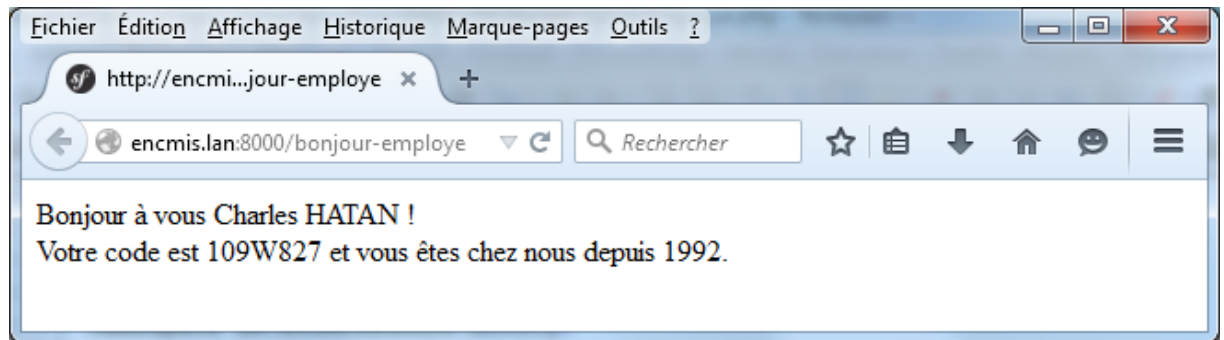 Fichier Édition Affichage Historique Marque-pages Outils ?
http://encmi...jour-employe
encmis.lan:8000/bonjour-employe Rechercher
Bonjour à vous Charles HATAN !
Votre code est 109W827 et vous êtes chez nous depuis 1992.